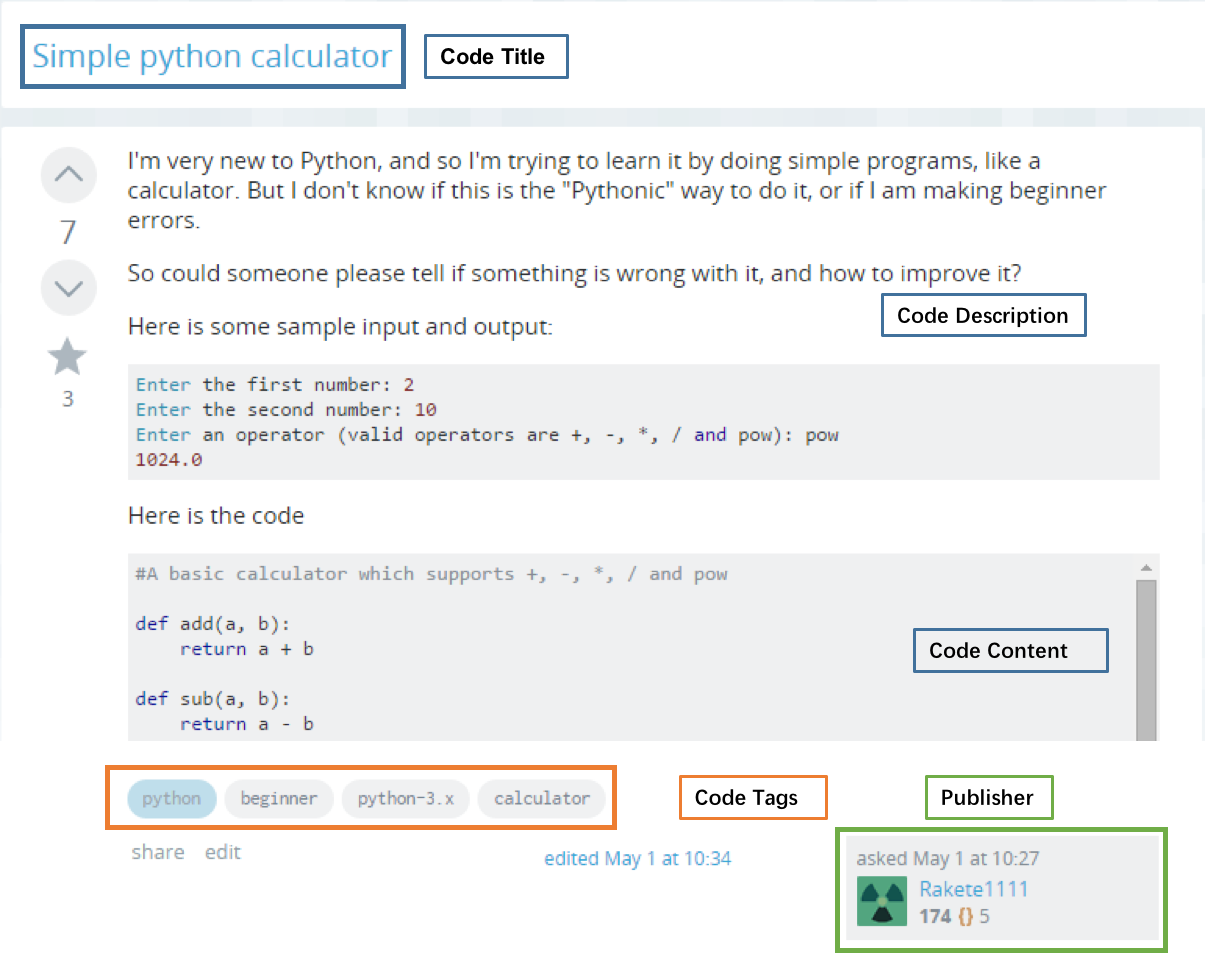 Simple python calculator
Code Title
I'm very new to Python, and so I'm trying to learn it by doing simple programs, like a
calculator. But I don't know if this is the "Pythonic" way to do it, or if I am making beginner
errors.
7
So could someone please tell if something is wrong with it, and how to improve it?
Code Description
Here is some sample input and output:
3
Enter the first number: 2
Enter the second number: 10
Enter an operator (valid operators are +, -, *, / and pow): pow
1024.0
Here is the code
#A basic calculator which supports +, -, *, / and pow
def add(a, b):
    return a + b
Code Content
def sub(a, b):
    return a - b
python beginner python-3.x calculator
Code Tags
Publisher
share edit
edited May 1 at 10:34
asked May 1 at 10:27
Rakete1111
174 {} 5